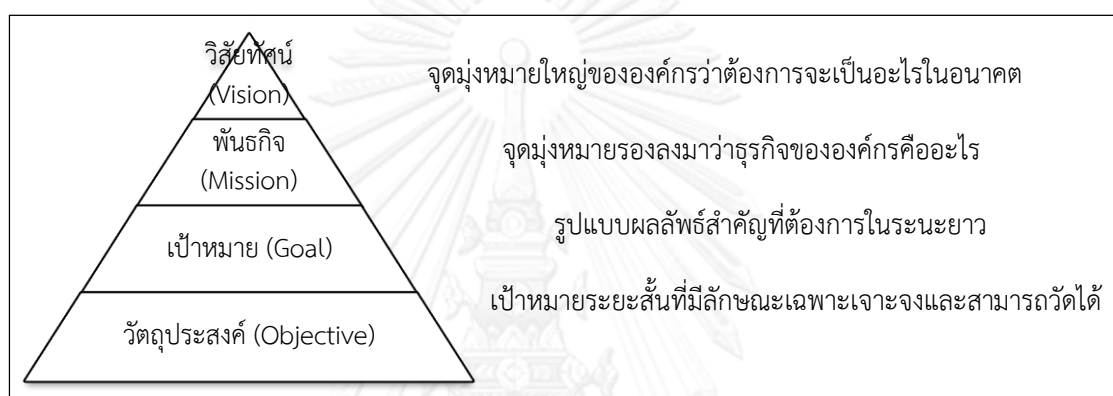 วิสัยทัศน์
(Vision)
จุดมุ่งหมายใหญ่ขององค์กรว่าต้องการจะเป็นอะไรในอนาคต
พันธกิจ
(Mission)
จุดมุ่งหมายรองลงมาว่าธุรกิจขององค์กรคืออะไร
เป้าหมาย (Goal)
รูปแบบผลลัพธ์สำคัญที่ต้องการในระนะยาว
วัตถุประสงค์ (Objective)
เป้าหมายระยะสั้นที่มีลักษณะเฉพาะเจาะจงและสามารถวัดได้